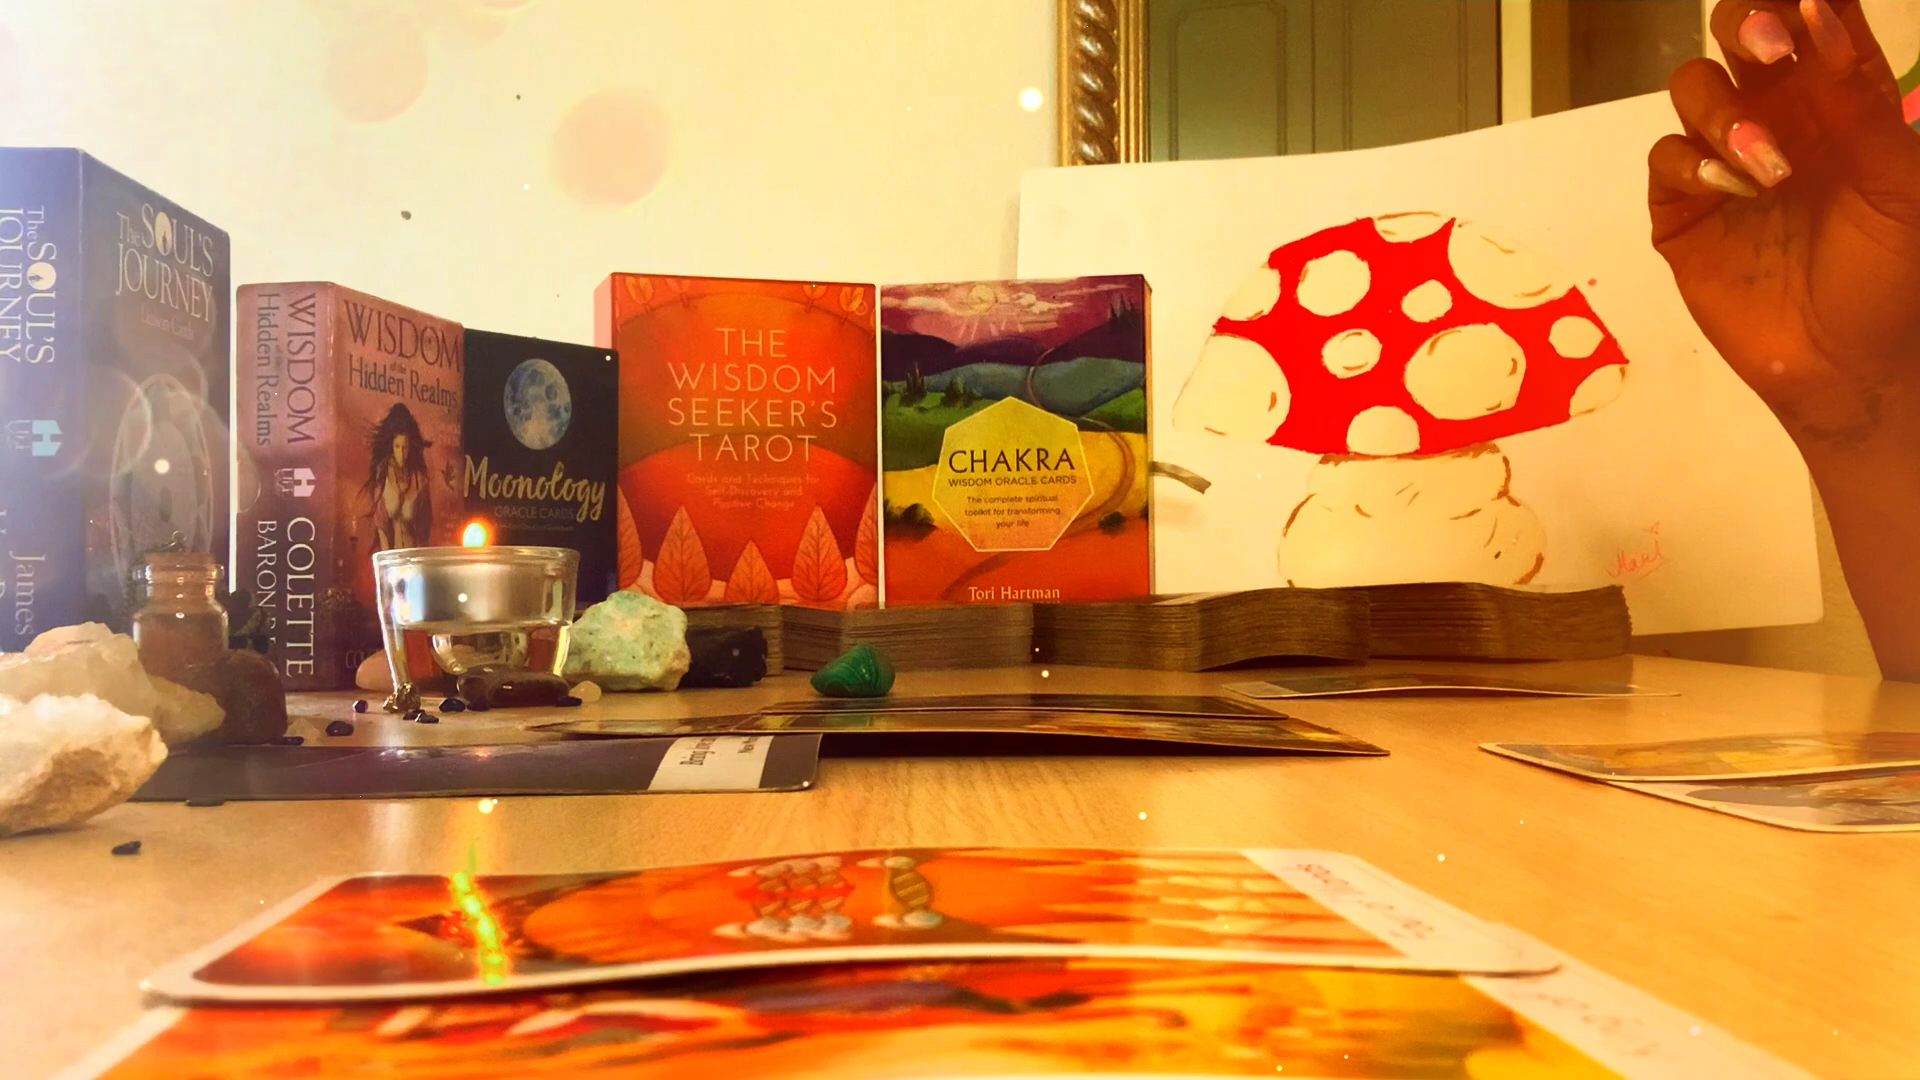 The
SOUL'S
JOURNEY
The
SOUL'S
JOURNEY
Lesson Cards
James
WISDOM
of the
Hidden Realms
COLETTE
BARON-RE
WISDOM
of the
Hidden Realms
Moonology
ORACLE CARDS
THE
WISDOM
SEEKER'S
TAROT
Cards and Techniques for
Self-Discovery and
Positive Change
CHAKRA
WISDOM ORACLE CARDS
The complete spiritual
toolkit for transforming
your life
Tori Hartman